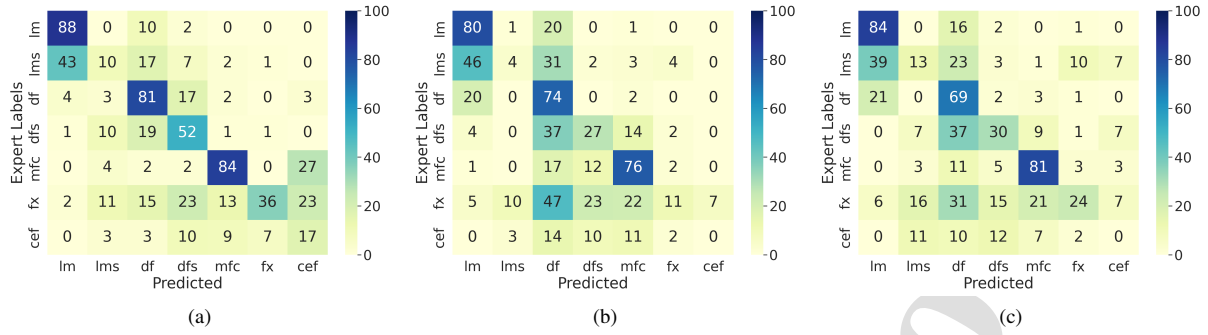 lm 88 0 10 2 0 0 0
lms 43 10 17 7 2 1 0
df 4 3 81 17 2 0 3
dfs 1 10 19 52 1 1 0
mfc 0 4 2 2 84 0 27
fx 2 11 15 23 13 36 23
cef 0 3 3 10 9 7 17
lm lms df dfs mfc fx cef
Predicted
Expert Labels
100
80
60
40
20
0
(a)
lm 80 1 20 0 1 0 0
lms 46 4 31 2 3 4 0
df 20 0 74 0 2 0 0
dfs 4 0 37 27 14 2 0
mfc 1 0 17 12 76 2 0
fx 5 10 47 23 22 11 7
cef 0 3 14 10 11 2 0
lm lms df dfs mfc fx cef
Predicted
Expert Labels
100
80
60
40
20
0
(b)
lm 84 0 16 2 0 1 0
lms 39 13 23 3 1 10 7
df 21 0 69 2 3 1 0
dfs 0 7 37 30 9 1 7
mfc 0 3 11 5 81 3 3
fx 6 16 31 15 21 24 7
cef 0 11 10 12 7 2 0
lm lms df dfs mfc fx cef
Predicted
Expert Labels
100
80
60
40
20
0
(c)